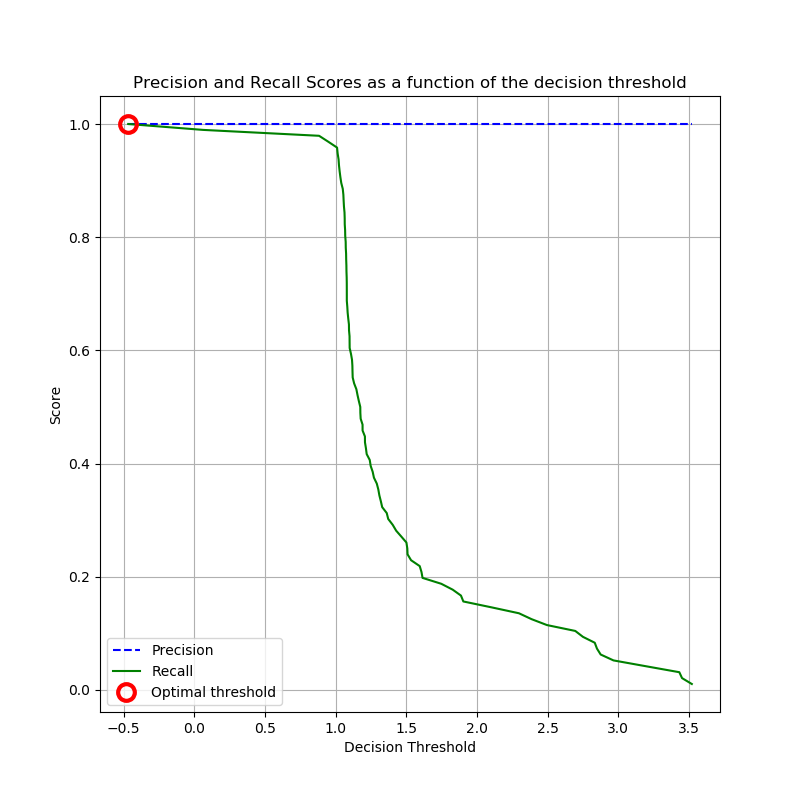 Precision and Recall Scores as a function of the decision threshold
1.0
0.8
0.6
0.4
0.2
0.0
Score
Precision
Recall
Optimal threshold
−0.5 0.0 0.5 1.0 1.5 2.0 2.5 3.0 3.5
Decision Threshold